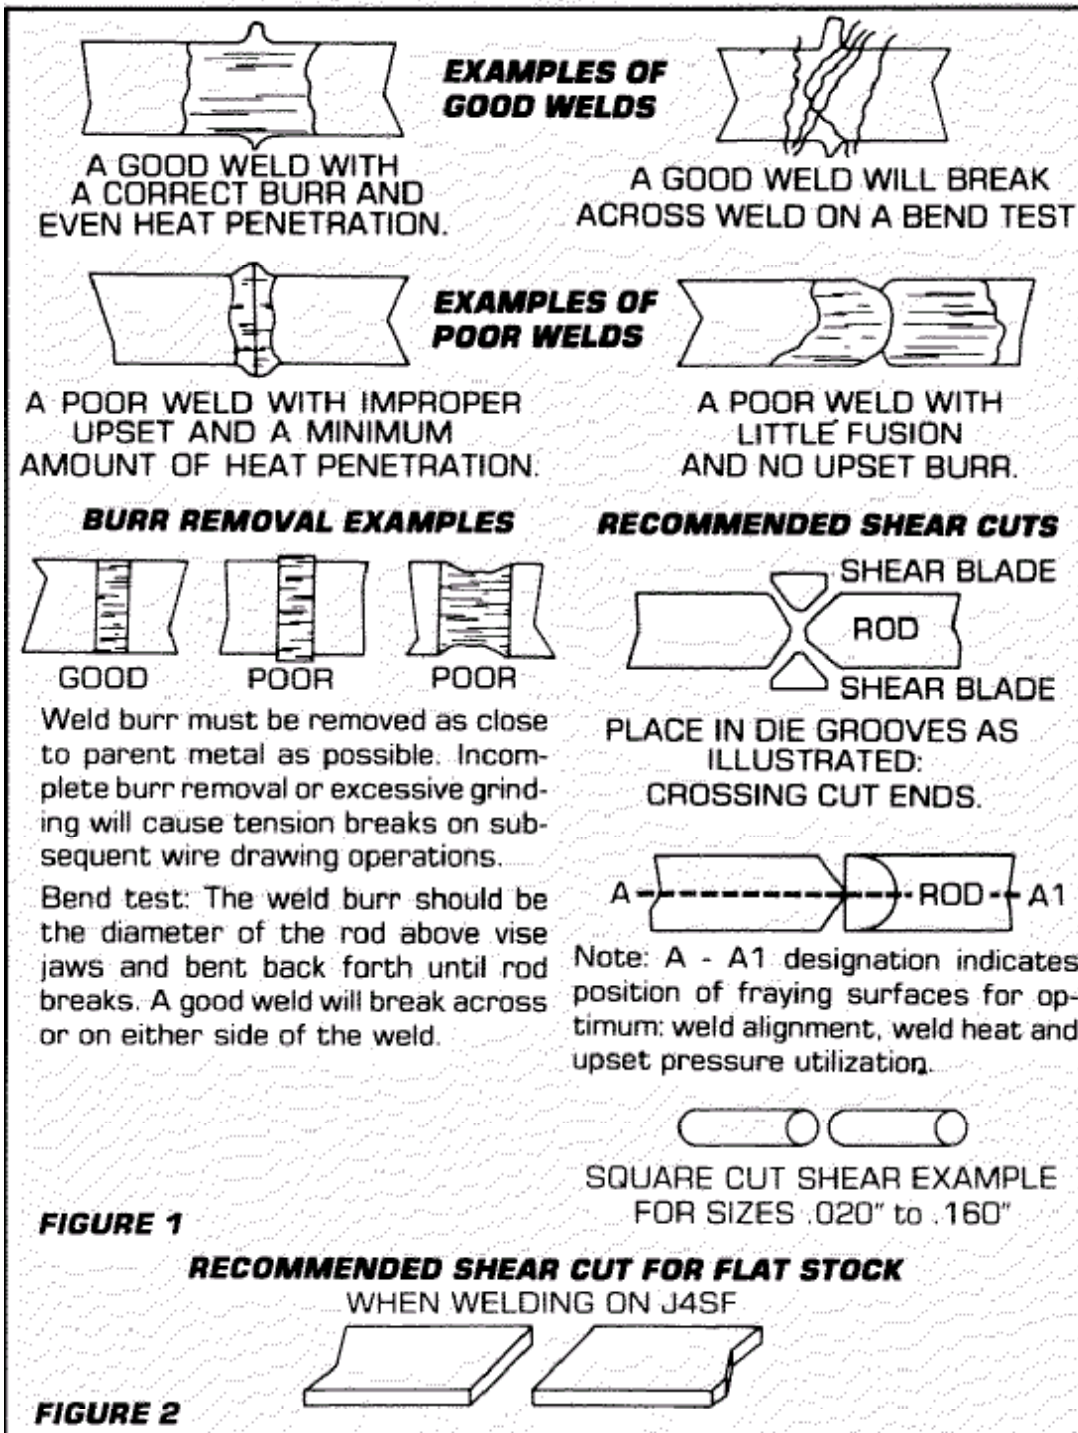 EXAMPLES OF
GOOD WELDS
A GOOD WELD WITH
A CORRECT BURR AND
EVEN HEAT PENETRATION.
A GOOD WELD WILL BREAK
ACROSS WELD ON A BEND TEST
EXAMPLES OF
POOR WELDS
A POOR WELD WITH IMPROPER
UPSET AND A MINIMUM
AMOUNT OF HEAT PENETRATION.
A POOR WELD WITH
LITTLE FUSION
AND NO UPSET BURR.
BURR REMOVAL EXAMPLES
GOOD
POOR
POOR
Weld burr must be removed as close
to parent metal as possible. Incom-
plete burr removal or excessive grind-
ing will cause tension breaks on sub-
sequent wire drawing operations.
Bend test: The weld burr should be
the diameter of the rod above vise
jaws and bent back forth until rod
breaks. A good weld will break across
or on either side of the weld.
RECOMMENDED SHEAR CUTS
SHEAR BLADE
ROD
SHEAR BLADE
PLACE IN DIE GROOVES AS
ILLUSTRATED:
CROSSING CUT ENDS.
A
ROD
A1
Note: A - A1 designation indicates
position of fraying surfaces for op-
timum: weld alignment, weld heat and
upset pressure utilization.
SQUARE CUT SHEAR EXAMPLE
FOR SIZES .020" to .160"
FIGURE 1
RECOMMENDED SHEAR CUT FOR FLAT STOCK
WHEN WELDING ON J4SF
FIGURE 2